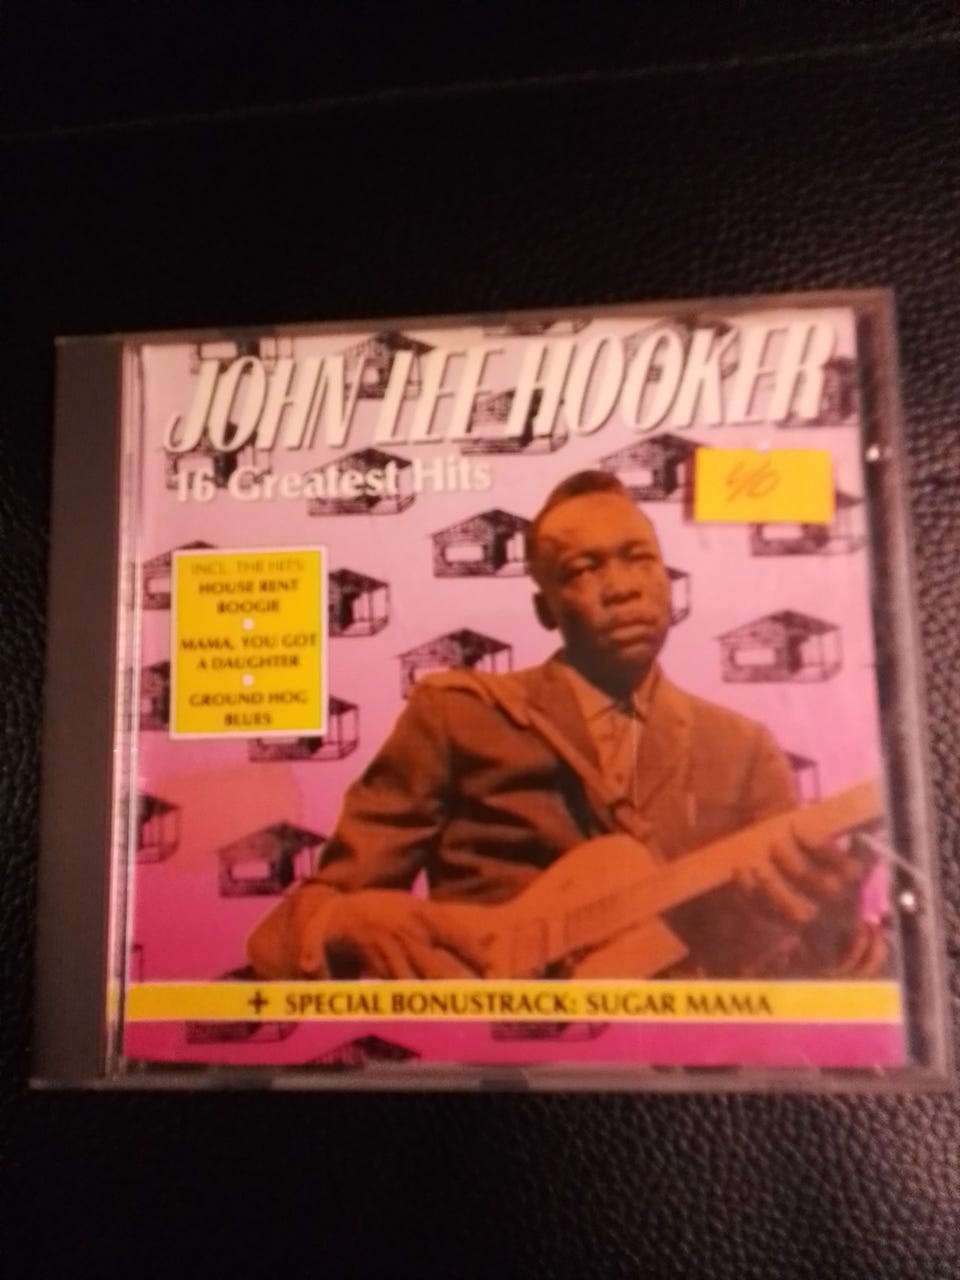 JOHN LEE HOOKER
16 Greatest Hits
INCL. THE HITS
HOUSE RENT
BOOGIE
MAMA, YOU GOT
A DAUGHTER
GROUND HOG
BLUES
+ SPECIAL BONUSTRACK: SUGAR MAMA